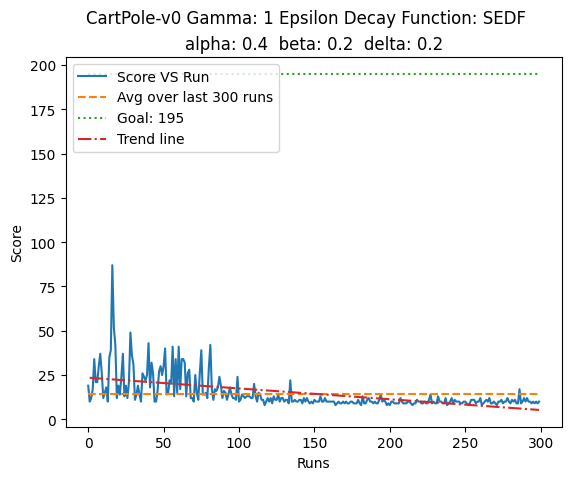 CartPole-v0 Gamma: 1 Epsilon Decay Function: SEDF
alpha: 0.4 beta: 0.2 delta: 0.2
200
175
150
125
100
75
50
25
0
Score
Score VS Run
Avg over last 300 runs
Goal: 195
Trend line
0 50 100 150 200 250 300
Runs